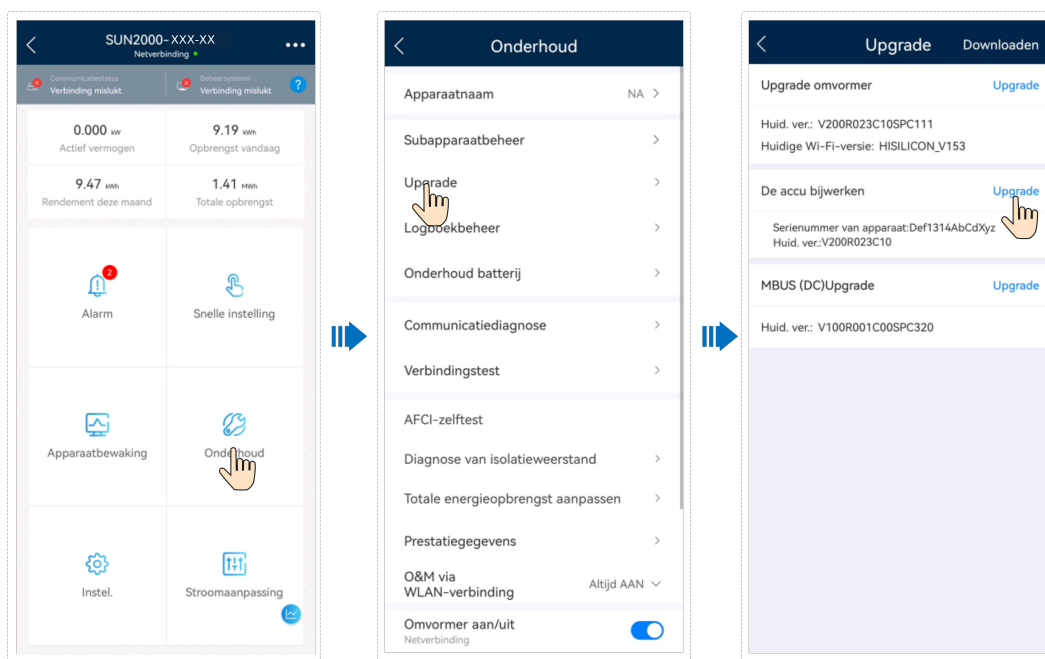 SUN2000-XXX-XX
Netverbinding
Communicatiestatus
Verbinding mislukt
Beheersysteem
Verbinding mislukt
?
0.000 kW
Actief vermogen
9.19 kWh
Opbrengst vandaag
9.47 kWh
Rendement deze maand
1.41 MWh
Totale opbrengst
2
Alarm
Snelle instelling
Apparaatbewaking
Onderhoud
Instel.
Stroomaanpassing
Onderhoud
Apparaatnaam NA
Subapparaatbeheer
Upgrade
Logboekbeheer
Onderhoud batterij
Communicatiediagnose
Verbindingstest
AFCI-zelftest
Diagnose van isolatieweerstand
Totale energieopbrengst aanpassen
Prestatiegegevens
O&M via
WLAN-verbinding Altijd AAN
Omvormer aan/uit
Netverbinding
Upgrade Downloaden
Upgrade omvormer Upgrade
Huid. ver.: V200R023C10SPC111
Huidige Wi-Fi-versie: HISILICON_V153
De accu bijwerken Upgrade
Serienummer van apparaat:Def1314AbCdXyz
Huid. ver.:V200R023C10
MBUS (DC)Upgrade Upgrade
Huid. ver.: V100R001C00SPC320